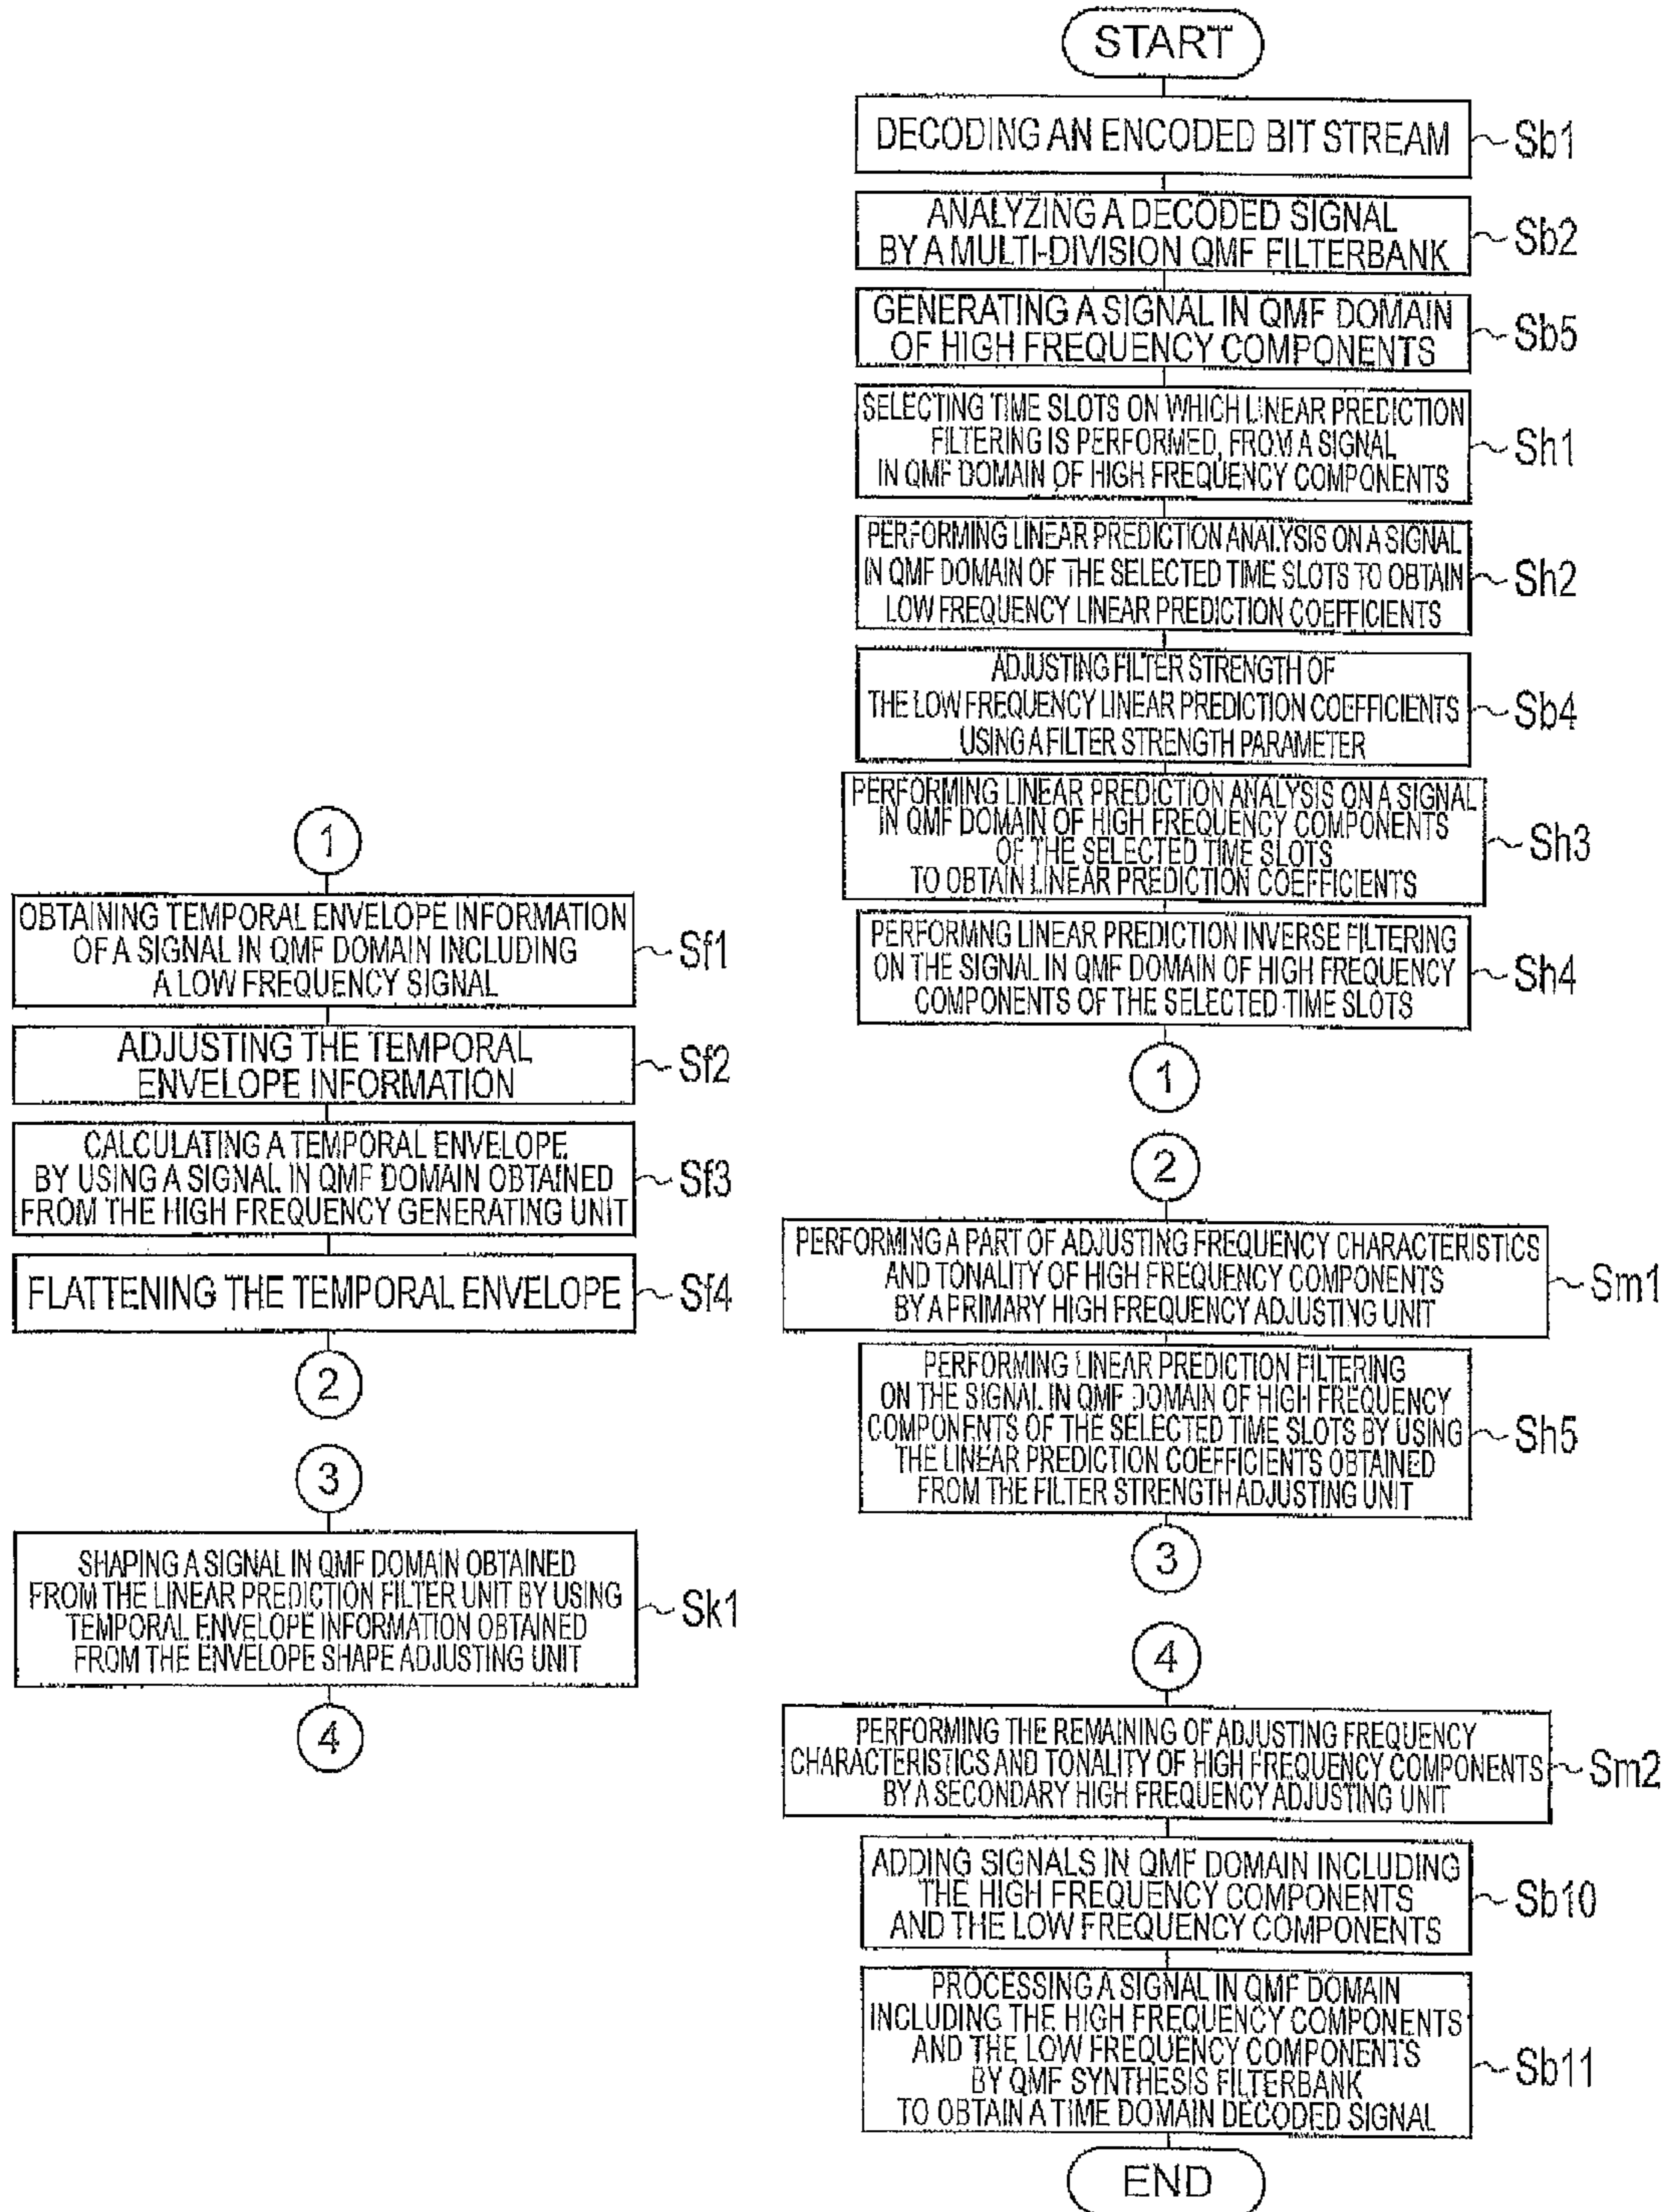 START
DECODING AN ENCODED BIT STREAM
Sb1
ANALYZING A DECODED SIGNAL
BY A MULTI-DIVISION QMF FILTERBANK
Sb2
GENERATING A SIGNAL IN QMF DOMAIN
OF HIGH FREQUENCY COMPONENTS
Sb5
SELECTING TIME SLOTS ON WHICH LINEAR PREDICTION
FILTERING IS PERFORMED, FROM A SIGNAL
IN QMF DOMAIN OF HIGH FREQUENCY COMPONENTS
Sh1
PERFORMING LINEAR PREDICTION ANALYSIS ON A SIGNAL
IN QMF DOMAIN OF THE SELECTED TIME SLOTS TO OBTAIN
LOW FREQUENCY LINEAR PREDICTION COEFFICIENTS
Sh2
ADJUSTING FILTER STRENGTH OF
THE LOW FREQUENCY LINEAR PREDICTION COEFFICIENTS
USING A FILTER STRENGTH PARAMETER
Sb4
PERFORMING LINEAR PREDICTION ANALYSIS ON A SIGNAL
IN QMF DOMAIN OF HIGH FREQUENCY COMPONENTS
OF THE SELECTED TIME SLOTS
TO OBTAIN LINEAR PREDICTION COEFFICIENTS
Sh3
PERFORMNG LINEAR PREDICTION INVERSE FILTERING
ON THE SIGNAL IN QMF DOMAIN OF HIGH FREQUENCY
COMPONENTS OF THE SELECTED TIME SLOTS
Sh4
1
1
OBTAINING TEMPORAL ENVELOPE INFORMATION
OF A SIGNAL IN QMF DOMAIN INCLUDING
A LOW FREQUENCY SIGNAL
Sf1
ADJUSTING THE TEMPORAL
ENVELOPE INFORMATION
Sf2
CALCULATING A TEMPORAL ENVELOPE
BY USING A SIGNAL IN QMF DOMAIN OBTAINED
FROM THE HIGH FREQUENCY GENERATING UNIT
Sf3
FLATTENING THE TEMPORAL ENVELOPE
Sf4
2
2
PERFORMING A PART OF ADJUSTING FREQUENCY CHARACTERISTICS
AND TONALITY OF HIGH FREQUENCY COMPONENTS
BY A PRIMARY HIGH FREQUENCY ADJUSTING UNIT
Sm1
PERFORMING LINEAR PREDICTION FILTERING
ON THE SIGNAL IN QMF DOMAIN OF HIGH FREQUENCY
COMPONENTS OF THE SELECTED TIME SLOTS BY USING
THE LINEAR PREDICTION COEFFICIENTS OBTAINED
FROM THE FILTER STRENGTH ADJUSTING UNIT
Sh5
3
3
SHAPING A SIGNAL IN QMF DOMAIN OBTAINED
FROM THE LINEAR PREDICTION FILTER UNIT BY USING
TEMPORAL ENVELOPE INFORMATION OBTAINED
FROM THE ENVELOPE SHAPE ADJUSTING UNIT
Sk1
4
4
PERFORMING THE REMAINING OF ADJUSTING FREQUENCY
CHARACTERISTICS AND TONALITY OF HIGH FREQUENCY COMPONENTS
BY A SECONDARY HIGH FREQUENCY ADJUSTING UNIT
Sm2
ADDING SIGNALS IN QMF DOMAIN INCLUDING
THE HIGH FREQUENCY COMPONENTS
AND THE LOW FREQUENCY COMPONENTS
Sb10
PROCESSING A SIGNAL IN QMF DOMAIN
INCLUDING THE HIGH FREQUENCY COMPONENTS
AND THE LOW FREQUENCY COMPONENTS
BY QMF SYNTHESIS FILTERBANK
TO OBTAIN A TIME DOMAIN DECODED SIGNAL
Sb11
END